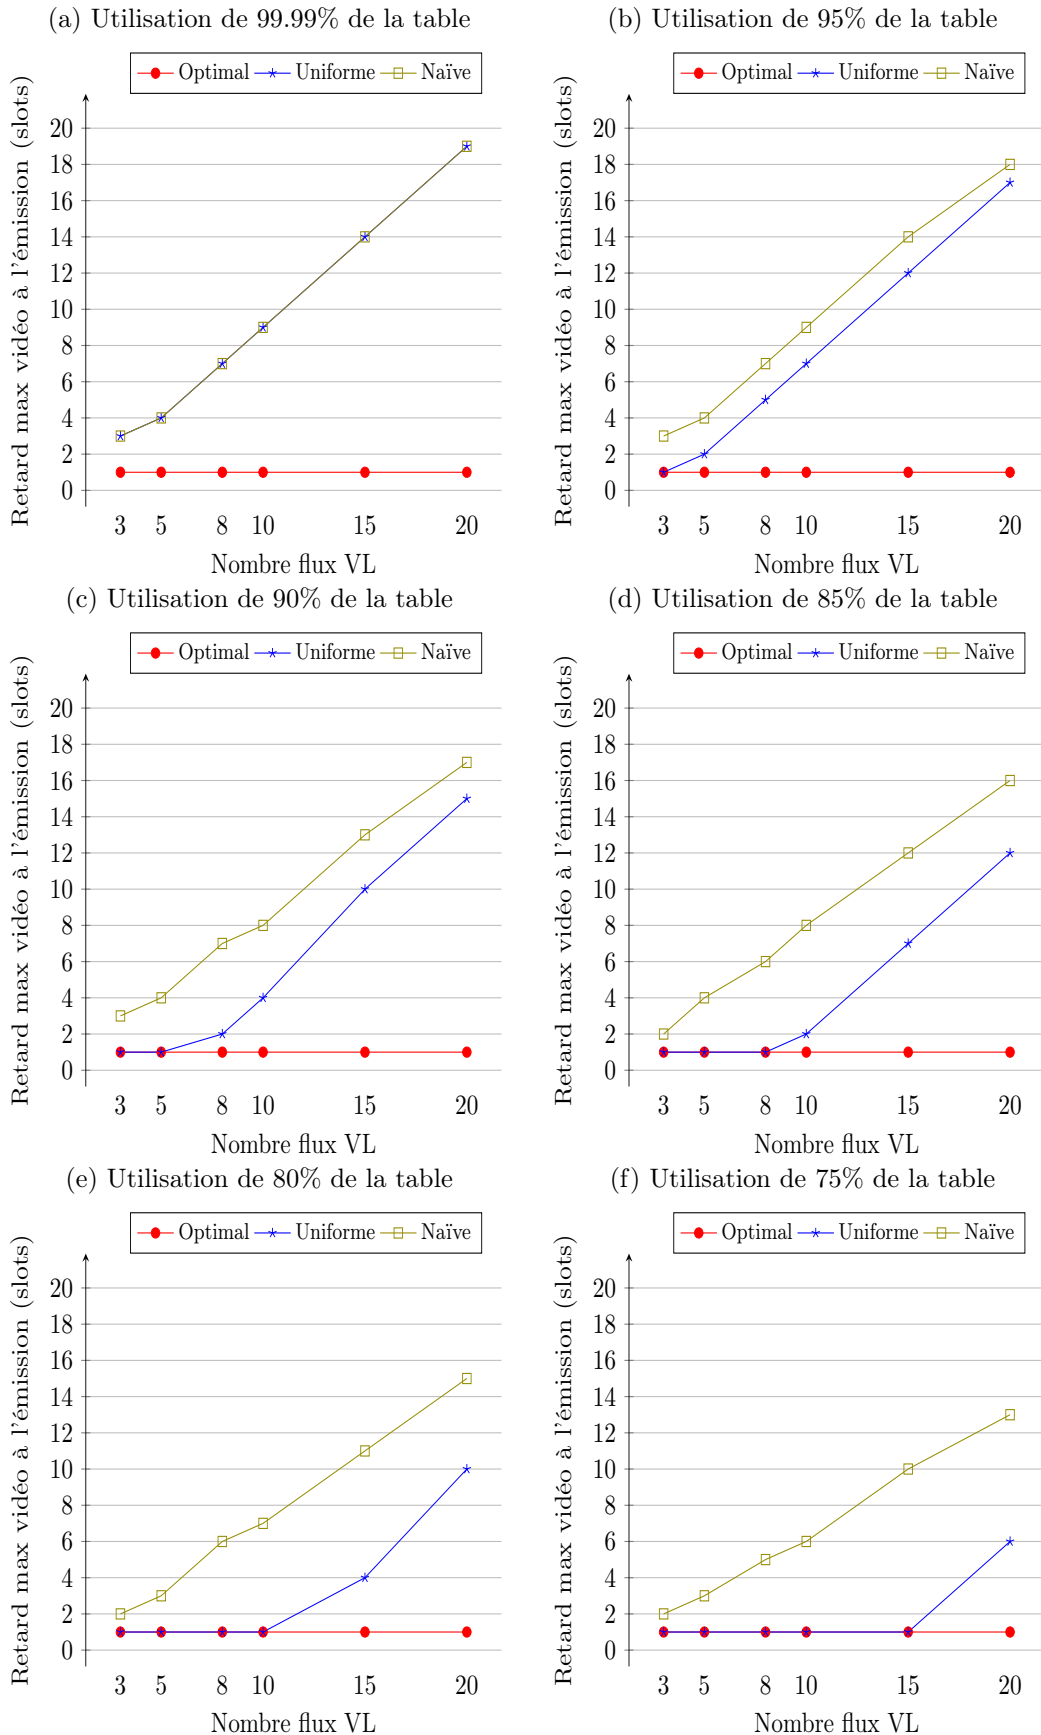 (a) Utilisation de 99.99% de la table
Optimal Uniforme Naïve
Retard max vidéo à l'émission (slots)
20
18
16
14
12
10
8
6
4
2
0
3 5 8 10 15 20
Nombre flux VL
(b) Utilisation de 95% de la table
Optimal Uniforme Naïve
Retard max vidéo à l'émission (slots)
20
18
16
14
12
10
8
6
4
2
0
3 5 8 10 15 20
Nombre flux VL
(c) Utilisation de 90% de la table
Optimal Uniforme Naïve
Retard max vidéo à l'émission (slots)
20
18
16
14
12
10
8
6
4
2
0
3 5 8 10 15 20
Nombre flux VL
(d) Utilisation de 85% de la table
Optimal Uniforme Naïve
Retard max vidéo à l'émission (slots)
20
18
16
14
12
10
8
6
4
2
0
3 5 8 10 15 20
Nombre flux VL
(e) Utilisation de 80% de la table
Optimal Uniforme Naïve
Retard max vidéo à l'émission (slots)
20
18
16
14
12
10
8
6
4
2
0
3 5 8 10 15 20
Nombre flux VL
(f) Utilisation de 75% de la table
Optimal Uniforme Naïve
Retard max vidéo à l'émission (slots)
20
18
16
14
12
10
8
6
4
2
0
3 5 8 10 15 20
Nombre flux VL